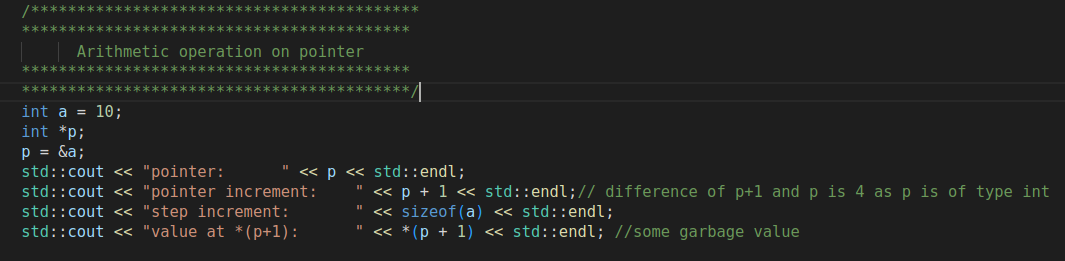 /******************************************
******************************************
Arithmetic operation on pointer
******************************************
******************************************/
int a = 10;
int *p;
p = &a;
std::cout << "pointer:      " << p << std::endl;
std::cout << "pointer increment:    " << p + 1 << std::endl;// difference of p+1 and p is 4 as p is of type int
std::cout << "step increment:       " << sizeof(a) << std::endl;
std::cout << "value at *(p+1):      " << *(p + 1) << std::endl; //some garbage value